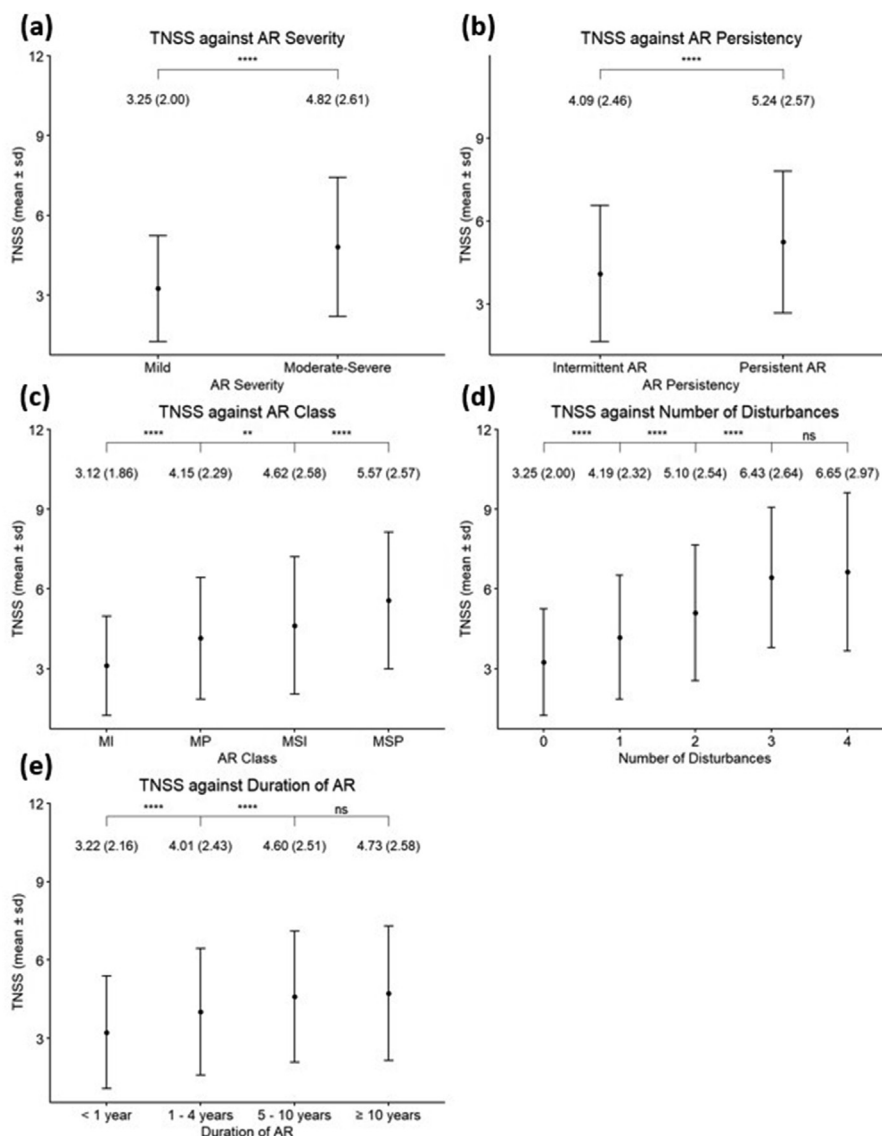 (a)
TNSS against AR Severity
12
****
3.25 (2.00) 4.82 (2.61)
9
6
3
TNSS (mean ± sd)
Mild Moderate-Severe
AR Severity
(b)
TNSS against AR Persistency
****
4.09 (2.46) 5.24 (2.57)
9
6
3
TNSS (mean ± sd)
Intermittent AR Persistent AR
AR Persistency
(c)
TNSS against AR Class
12
**** ** ****
3.12 (1.86) 4.15 (2.29) 4.62 (2.58) 5.57 (2.57)
9
6
3
TNSS (mean ± sd)
MI MP MSI MSP
AR Class
(d)
TNSS against Number of Disturbances
12
**** **** **** ns
3.25 (2.00) 4.19 (2.32) 5.10 (2.54) 6.43 (2.64) 6.65 (2.97)
9
6
3
TNSS (mean ± sd)
0 1 2 3 4
Number of Disturbances
(e)
TNSS against Duration of AR
12
**** **** ns
3.22 (2.16) 4.01 (2.43) 4.60 (2.51) 4.73 (2.58)
9
6
3
TNSS (mean ± sd)
< 1 year 1 - 4 years 5 - 10 years ≥ 10 years
Duration of AR